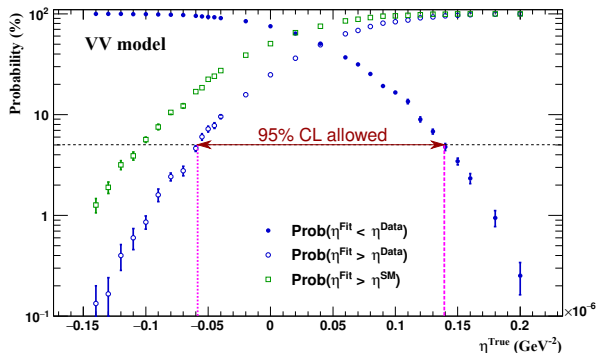 Probability (%)
10²
10
1
10⁻¹
VV model
95% CL allowed
Prob(η^Fit < η^Data)
Prob(η^Fit > η^Data)
Prob(η^Fit > η^SM)
−0.15 −0.1 −0.05 0 0.05 0.1 0.15 0.2
×10⁻⁶
η^True (GeV⁻²)